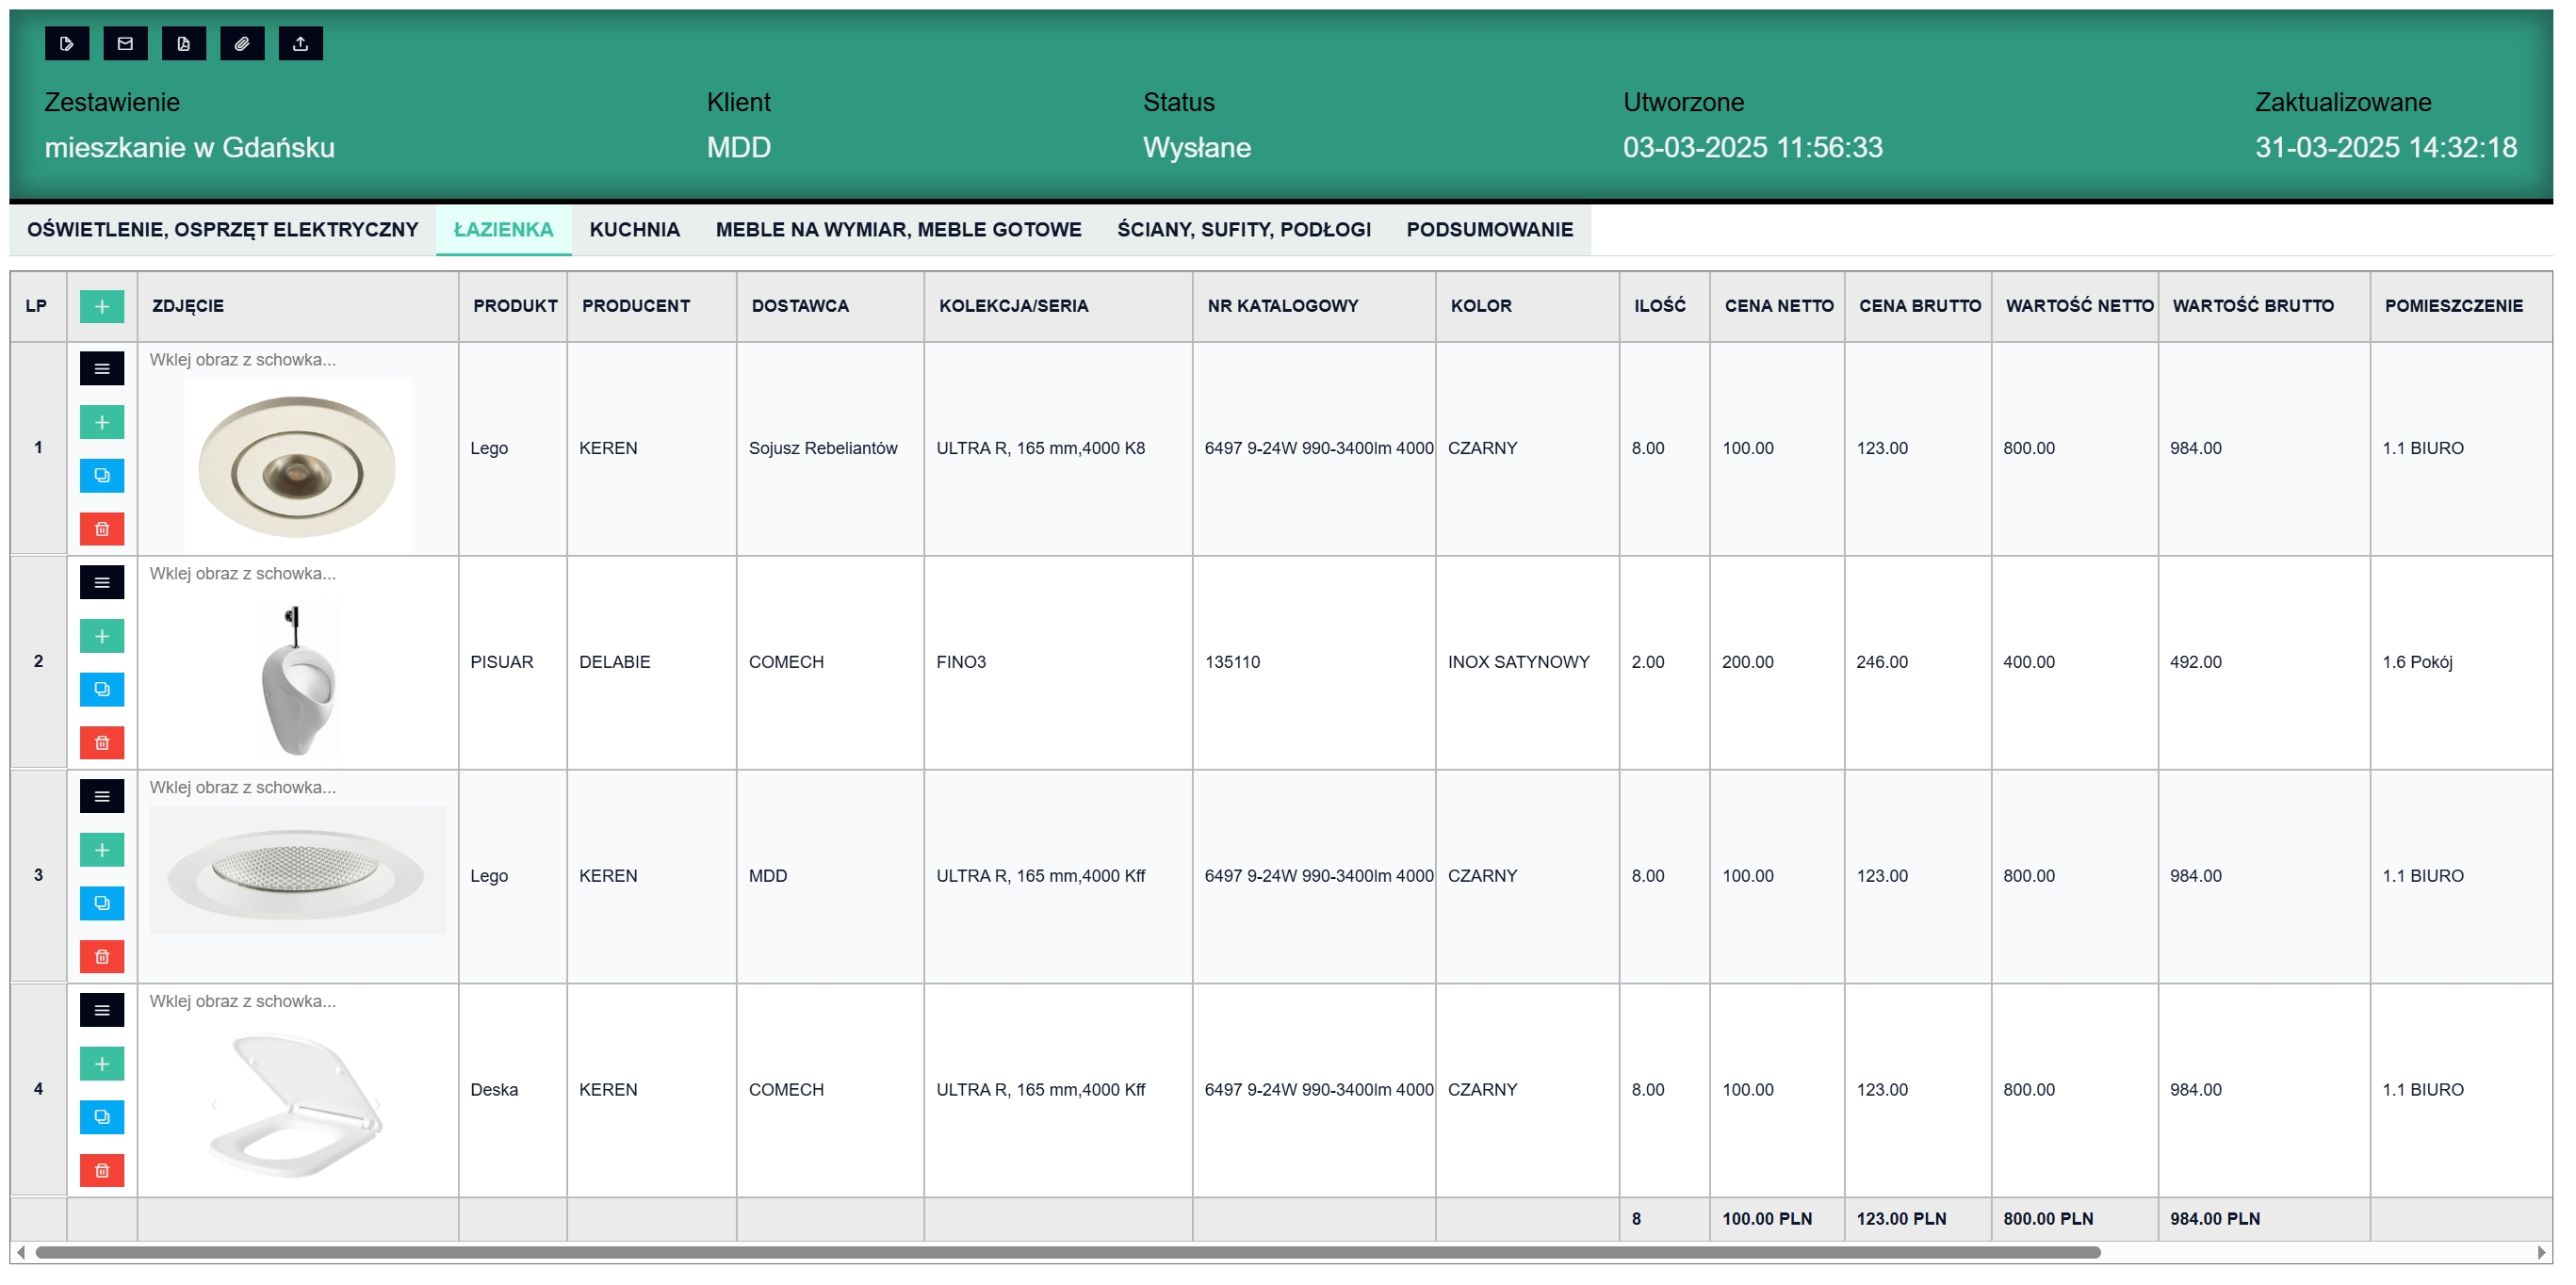 Zestawienie Klient Status Utworzone Zaktualizowane
mieszkanie w Gdańsku MDD Wysłane 03-03-2025 11:56:33 31-03-2025 14:32:18
OŚWIETLENIE, OSPRZĘT ELEKTRYCZNY ŁAZIENKA KUCHNIA MEBLE NA WYMIAR, MEBLE GOTOWE ŚCIANY, SUFITY, PODŁOGI PODSUMOWANIE
LP ZDJĘCIE PRODUKT PRODUCENT DOSTAWCA KOLEKCJA/SERIA NR KATALOGOWY KOLOR ILOŚĆ CENA NETTO CENA BRUTTO WARTOŚĆ NETTO WARTOŚĆ BRUTTO POMIESZCZENIE
Wklej obraz z schowka...
1 Lego KEREN Sojusz Rebeliantów ULTRA R, 165 mm,4000 K8 6497 9-24W 990-3400lm 4000 CZARNY 8.00 100.00 123.00 800.00 984.00 1.1 BIURO
Wklej obraz z schowka...
2 PISUAR DELABIE COMECH FINO3 135110 INOX SATYNOWY 2.00 200.00 246.00 400.00 492.00 1.6 Pokój
Wklej obraz z schowka...
3 Lego KEREN MDD ULTRA R, 165 mm,4000 Kff 6497 9-24W 990-3400lm 4000 CZARNY 8.00 100.00 123.00 800.00 984.00 1.1 BIURO
Wklej obraz z schowka...
4 Deska KEREN COMECH ULTRA R, 165 mm,4000 Kff 6497 9-24W 990-3400lm 4000 CZARNY 8.00 100.00 123.00 800.00 984.00 1.1 BIURO
8 100.00 PLN 123.00 PLN 800.00 PLN 984.00 PLN